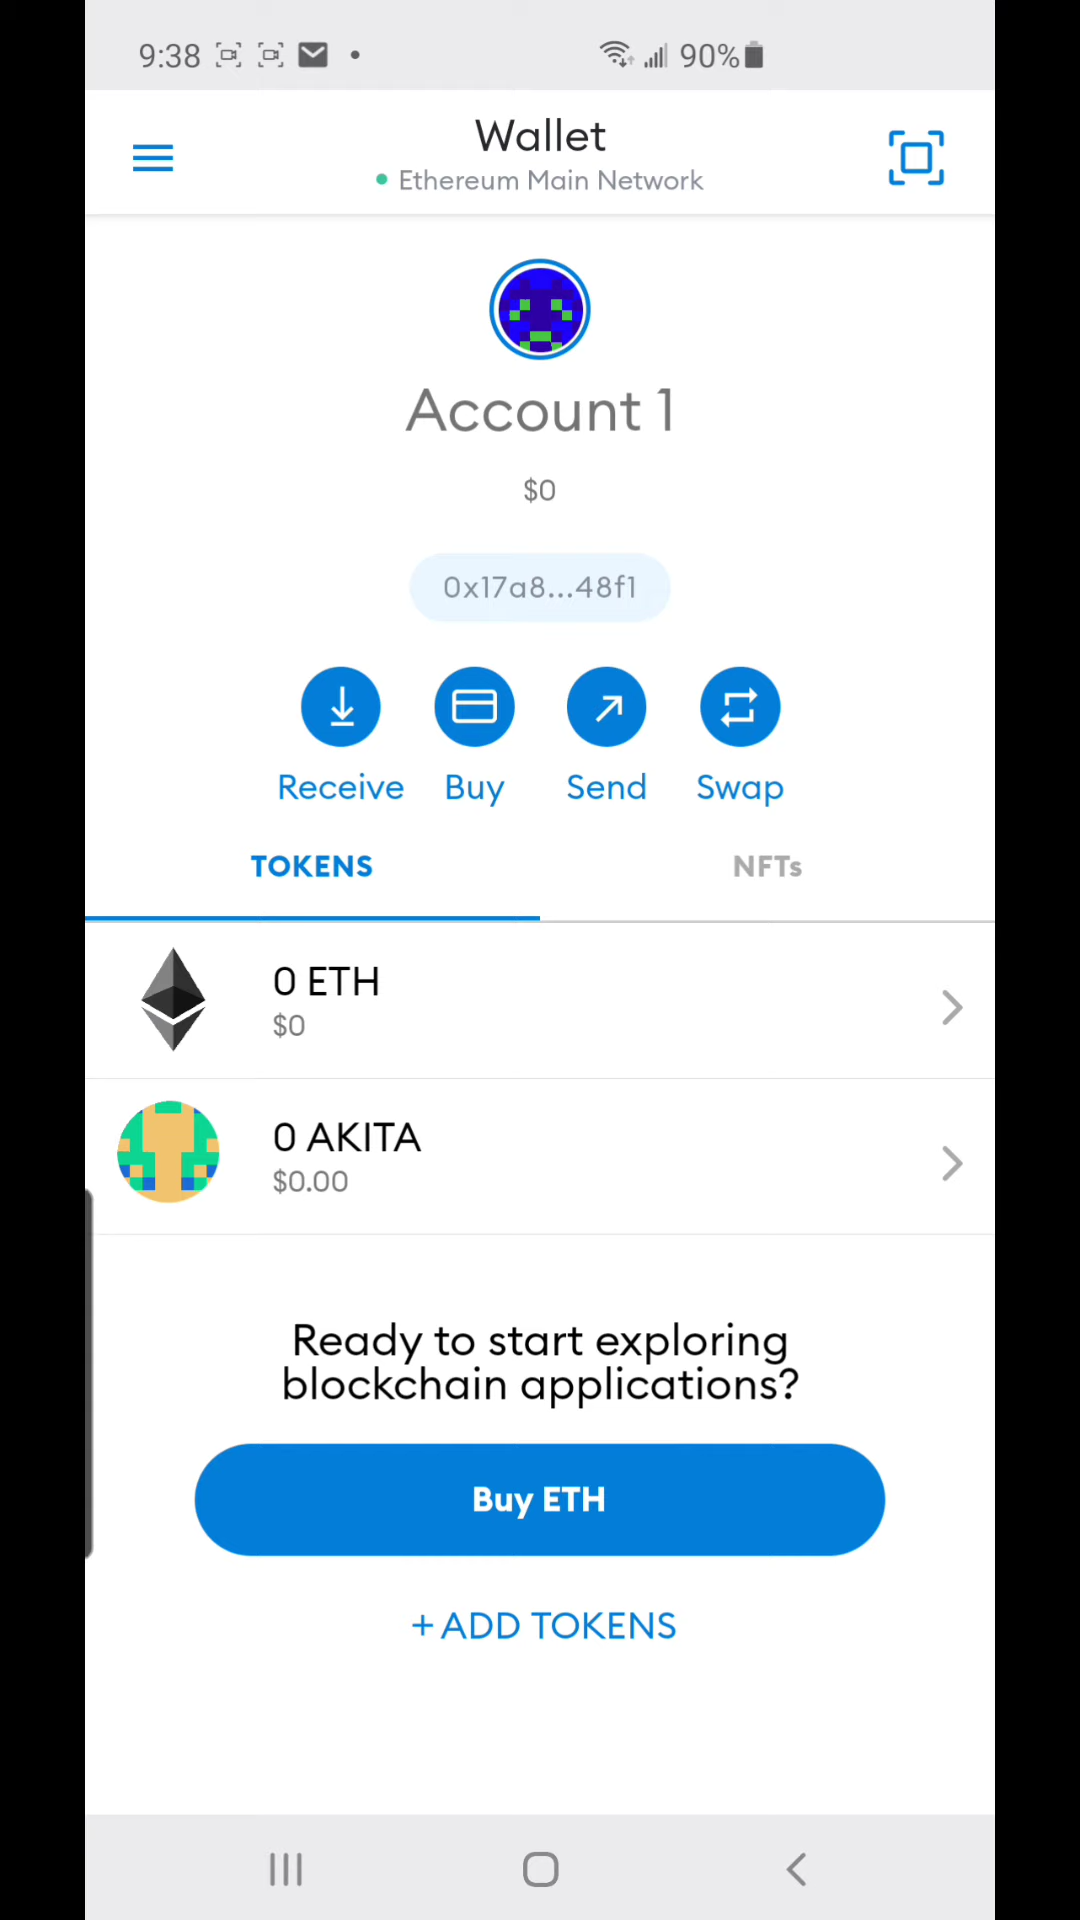 9:38
90%
Wallet
Ethereum Main Network
Account 1
$0
0x17a8...48f1
Receive Buy Send Swap
TOKENS NFTs
0 ETH
$0
0 AKITA
$0.00
Ready to start exploring
blockchain applications?
Buy ETH
+ ADD TOKENS